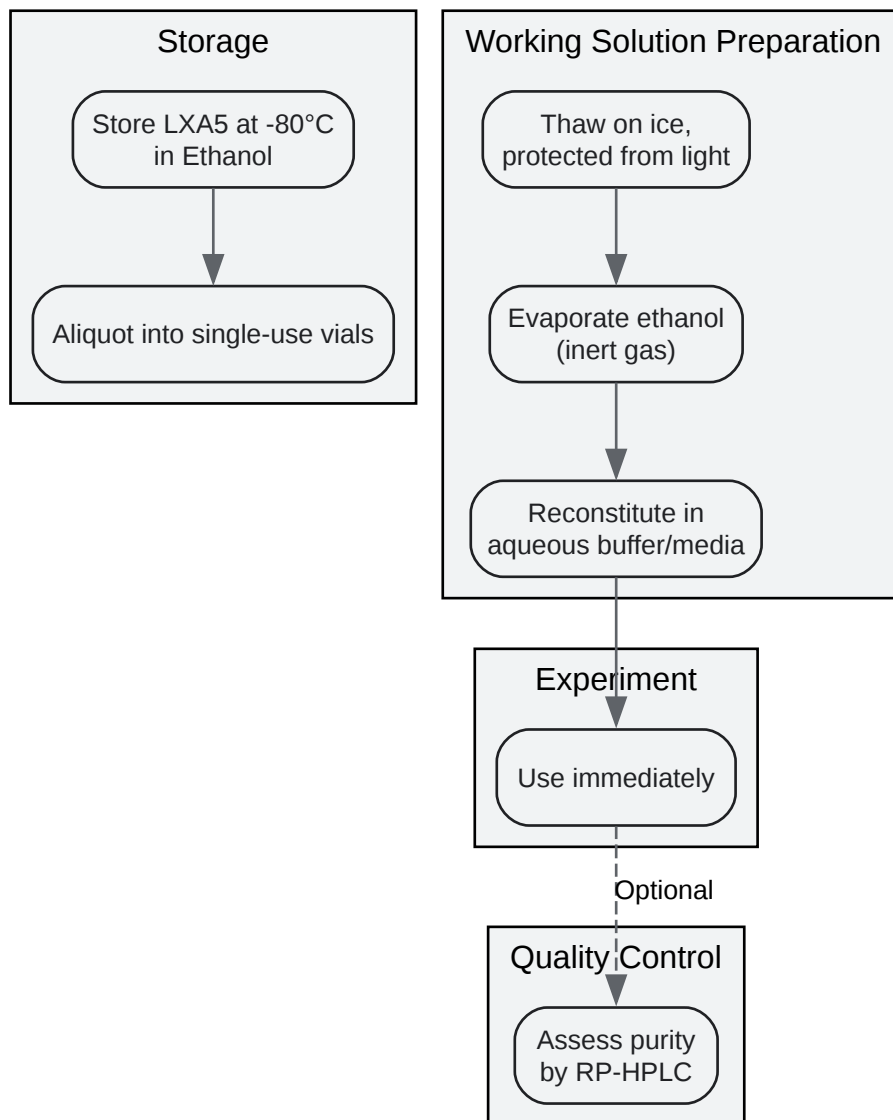 Storage
Store LXA5 at -80°C
in Ethanol
Aliquot into single-use vials
Working Solution Preparation
Thaw on ice,
protected from light
Evaporate ethanol
(inert gas)
Reconstitute in
aqueous buffer/media
Experiment
Use immediately
Optional
Quality Control
Assess purity
by RP-HPLC